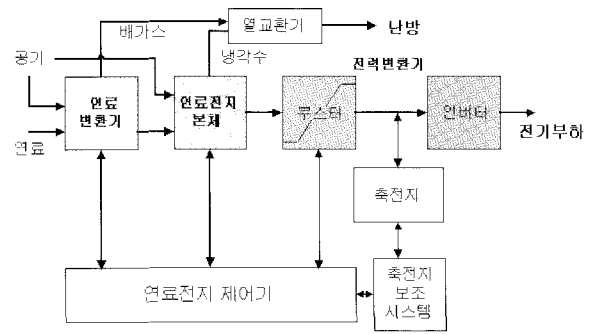 배가스
열교환기
난방
공기
냉각수
전력변환기
연료
변환기
연료전지
본체
부스터
인버터
연료
전기부하
축전지
연료전지 제어기
축전지
보조
시스템